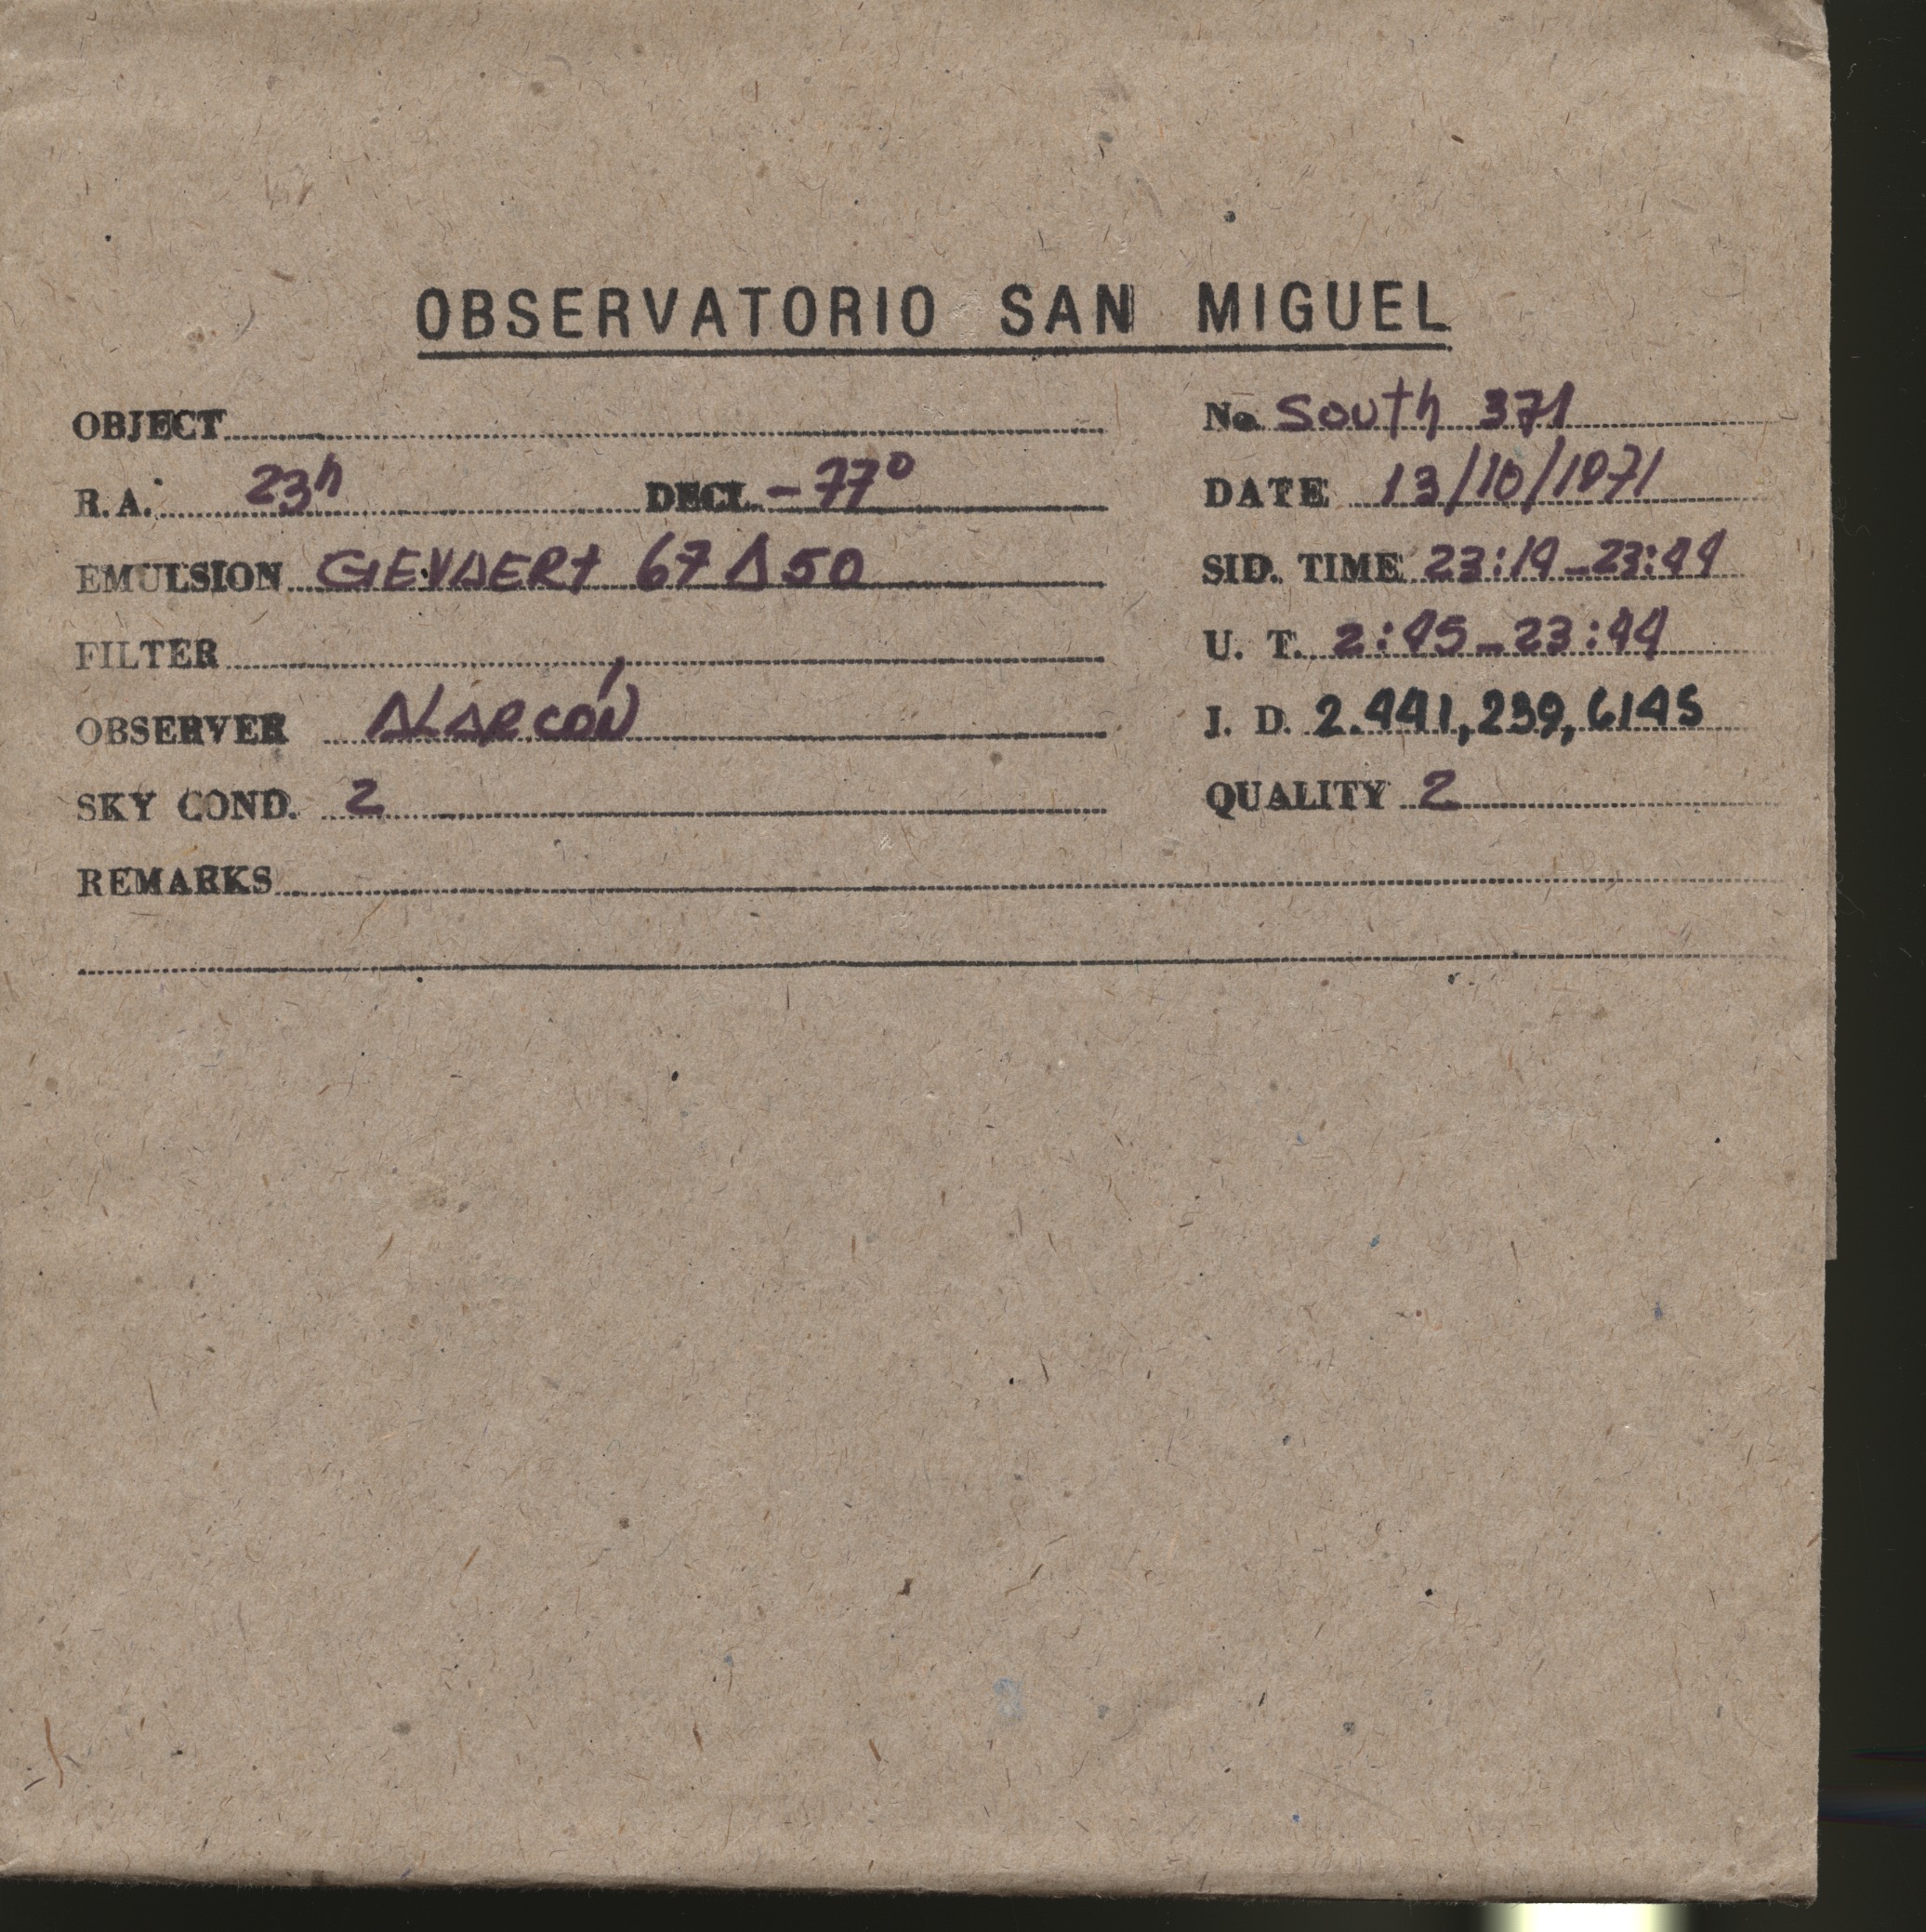 OBSERVATORIO SAN MIGUEL
OBJECT No. South 371
R.A. 23h DECL. -77° DATE 13/10/1971
EMULSION GEVAERT 67 A 50 SID. TIME 23:14-23:44
FILTER U. T. 2:45-23:44
OBSERVER ALARCÓN J. D. 2.441,239,6145
SKY COND. 2 QUALITY 2
REMARKS